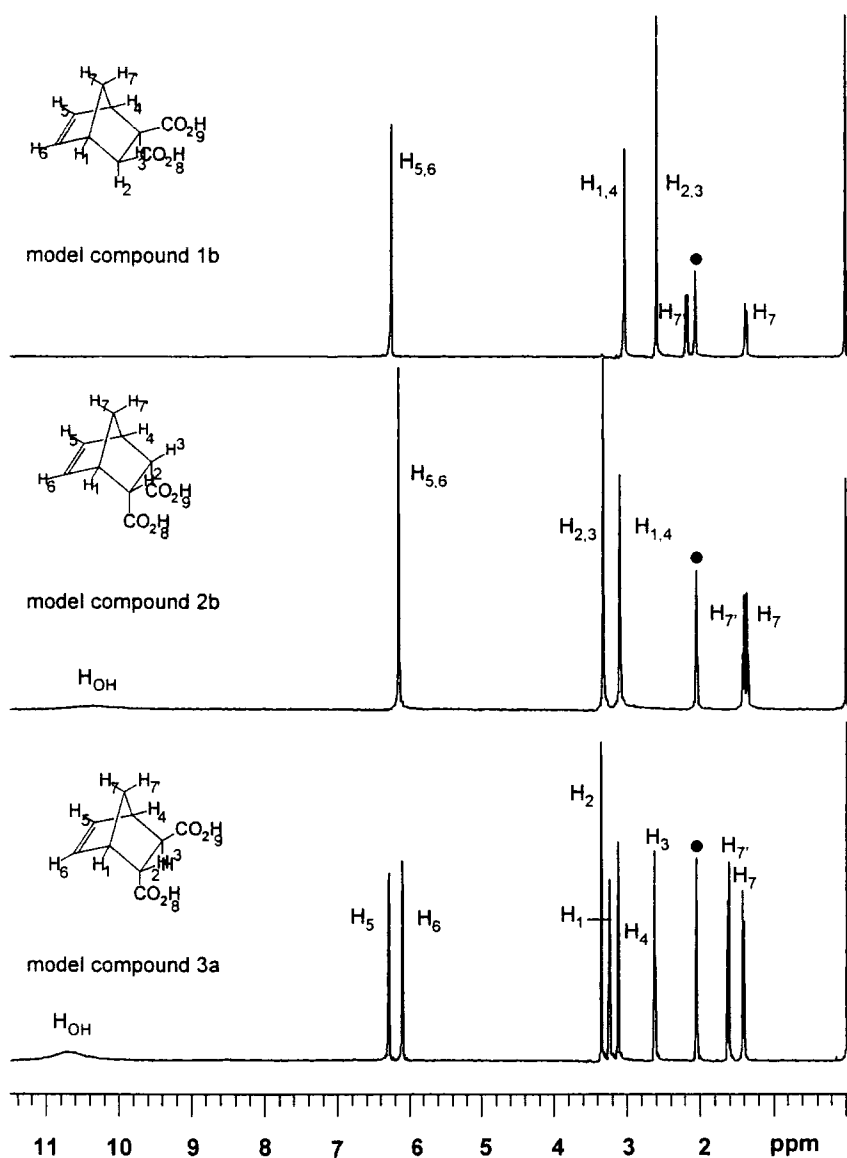 H₇ H₇'
H₅ H₄
CO₂H₉
H₆ H₁ H₃ CO₂H₈
H₂
model compound 1b
H₅,₆
H₁,₄
H₂,₃
H₇'
H₇
H₇ H₇'
H₅ H₄ H₃
H₆ H₁ H₂ CO₂H₉
CO₂H₈
model compound 2b
H_OH
H₅,₆
H₂,₃
H₁,₄
H₇'
H₇
H₇ H₇'
H₅ H₄
CO₂H₉
H₆ H₁ H₂ H₃
CO₂H₈
model compound 3a
H_OH
H₅
H₆
H₂
H₁
H₄
H₃
H₇'
H₇
11 10 9 8 7 6 5 4 3 2 ppm